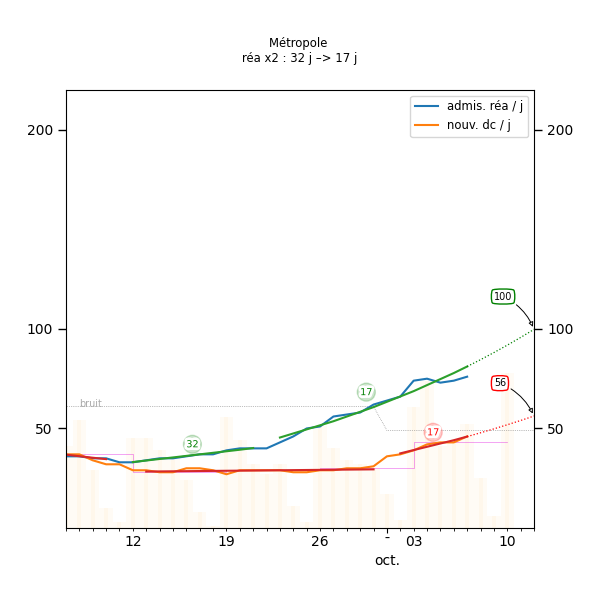 Métropole
réa x2 : 32 j –> 17 j
admis. réa / j
nouv. dc / j
200
200
100
100
100
56
bruit
17
32
17
50
50
12
19
26
-
03
10
oct.